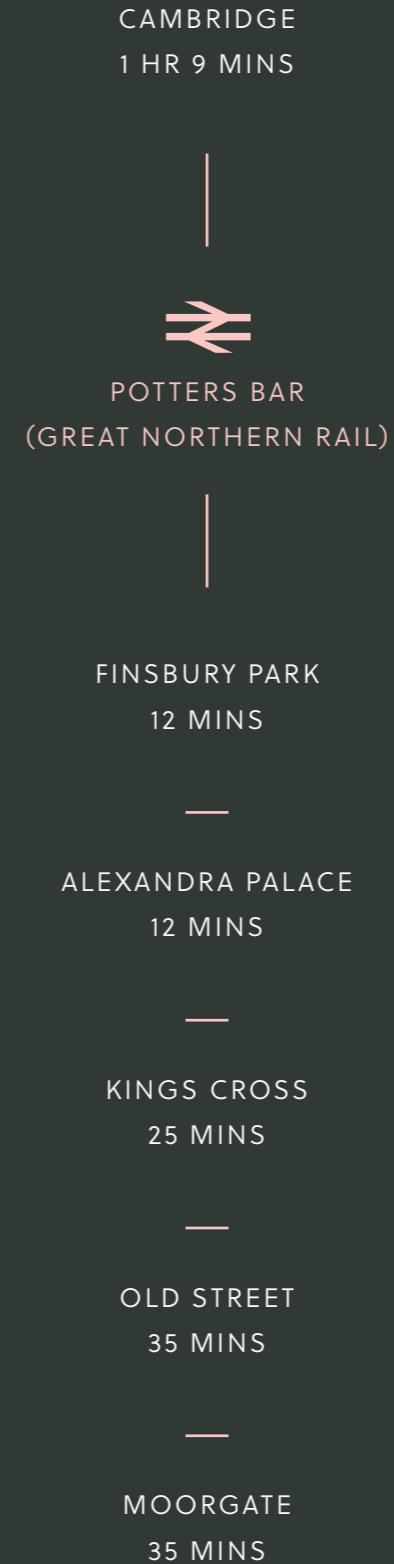 CAMBRIDGE
1 HR 9 MINS
POTTERS BAR
(GREAT NORTHERN RAIL)
FINSBURY PARK
12 MINS
ALEXANDRA PALACE
12 MINS
KINGS CROSS
25 MINS
OLD STREET
35 MINS
MOORGATE
35 MINS